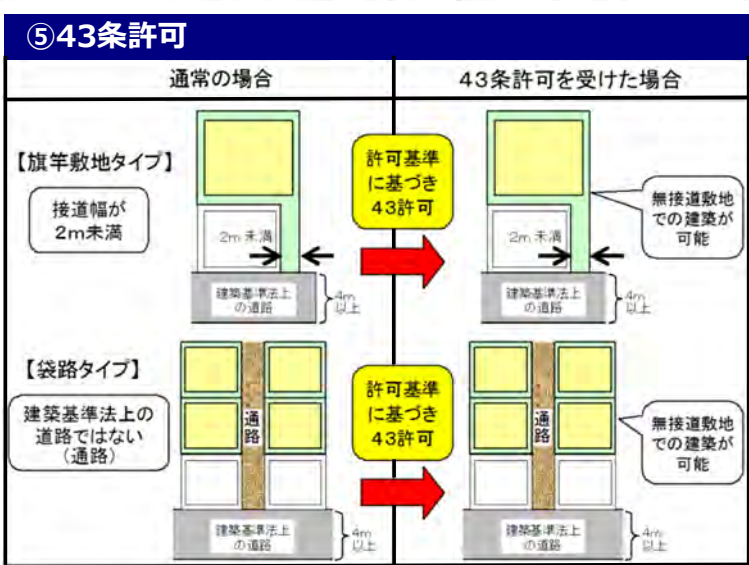 ⑤43条許可
通常の場合
43条許可を受けた場合
【旗竿敷地タイプ】
接道幅が
2m未満
2m未満
建築基準法上
の道路
4m
以上
許可基準
に基づき
43許可
2m未満
建築基準法上
の道路
4m
以上
無接道敷地
での建築が
可能
【袋路タイプ】
建築基準法上の
道路ではない
(通路)
通路
建築基準法上
の道路
4m
以上
許可基準
に基づき
43許可
通路
建築基準法上
の道路
4m
以上
無接道敷地
での建築が
可能